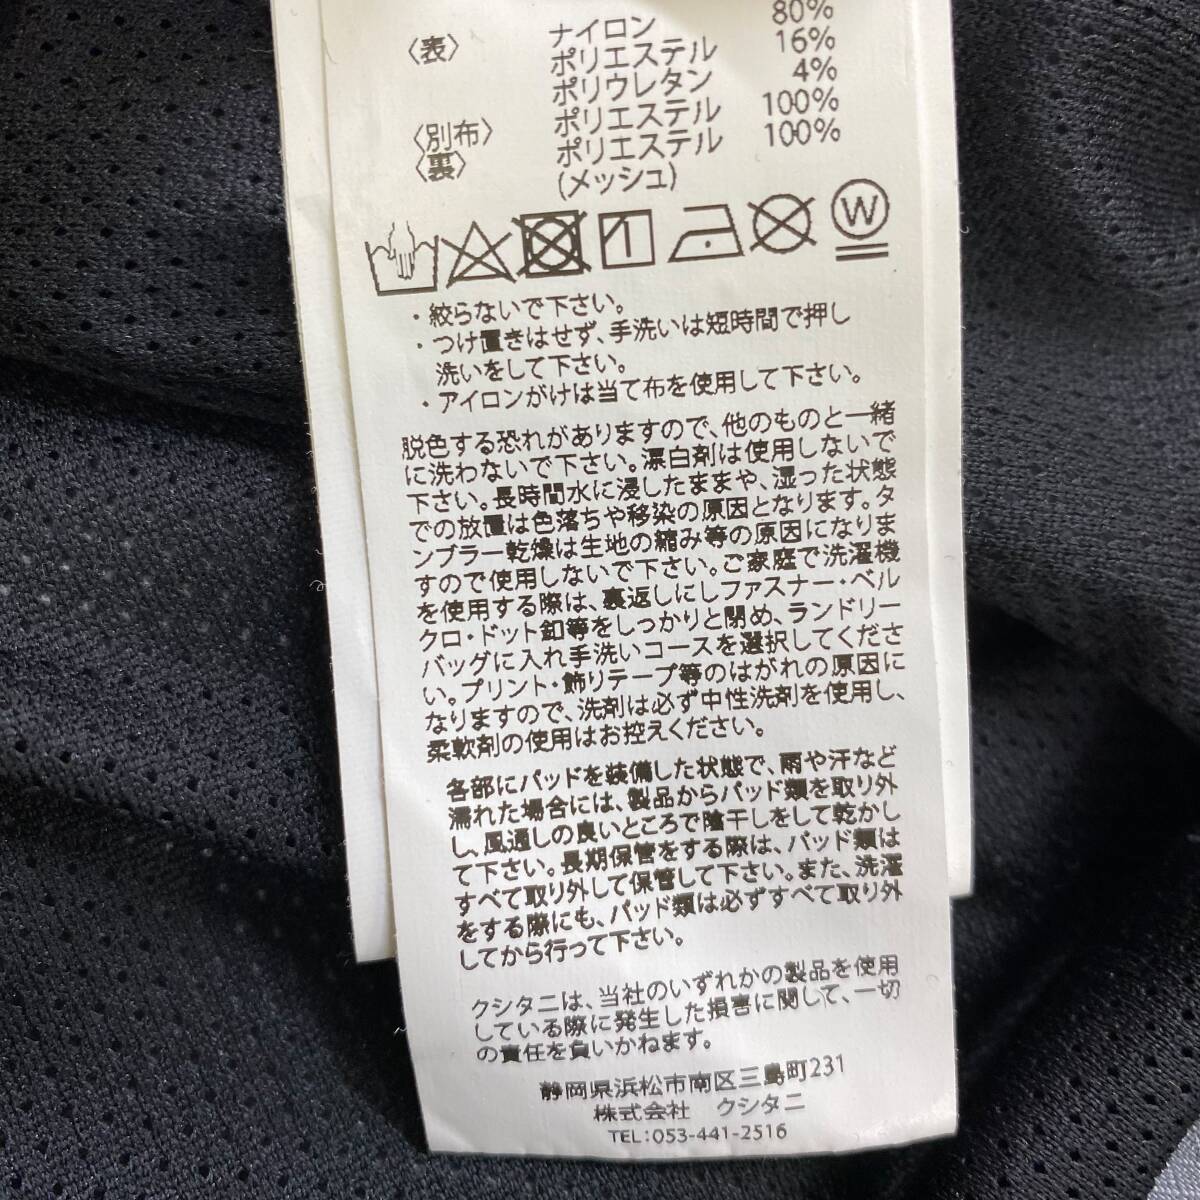 〈表〉 ナイロン 80%
ポリエステル 16%
ポリウレタン 4%
〈別布〉 ポリエステル 100%
〈裏〉 ポリエステル 100%
(メッシュ)
W
・絞らないで下さい。
・つけ置きはせず、手洗いは短時間で押し
洗いをして下さい。
・アイロンがけは当て布を使用して下さい。
脱色する恐れがありますので、他のものと一緒
に洗わないで下さい。漂白剤は使用しないで
下さい。長時間水に浸したままや、湿った状態
での放置は色落ちや移染の原因となります。タ
ンブラー乾燥は生地の縮み等の原因になりま
すので使用しないで下さい。ご家庭で洗濯機
を使用する際は、裏返しにしファスナー・ベル
クロ・ドット釦等をしっかりと閉め、ランドリー
バッグに入れ手洗いコースを選択してくださ
い。プリント・飾りテープ等のはがれの原因に
なりますので、洗剤は必ず中性洗剤を使用し、
柔軟剤の使用はお控えください。
各部にパッドを装備した状態で、雨や汗など
濡れた場合には、製品からパッド類を取り外
し、風通しの良いところで陰干しをして乾かし
て下さい。長期保管をする際は、パッド類は
すべて取り外して保管して下さい。また、洗濯
をする際にも、パッド類は必ずすべて取り外
してから行って下さい。
クシタニは、当社のいずれかの製品を使用
している際に発生した損害に関して、一切
の責任を負いかねます。
静岡県浜松市南区三島町231
株式会社 クシタニ
TEL:053-441-2516